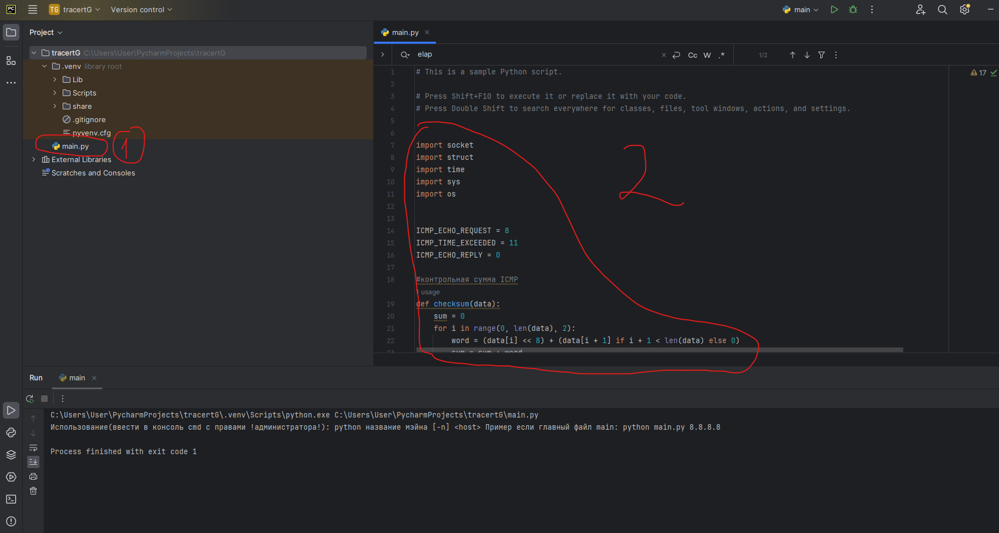 PC
TG tracertG
Version control
main
Project
tracertG C:\Users\User\PycharmProjects\tracertG
.venv library root
Lib
Scripts
share
.gitignore
pyvenv.cfg
main.py
1
External Libraries
Scratches and Consoles
main.py
elap
Cc W .*
1/2
17
1 # This is a sample Python script.
2
3 # Press Shift+F10 to execute it or replace it with your code.
4 # Press Double Shift to search everywhere for classes, files, tool windows, actions, and settings.
5
6
7 import socket
8 import struct
9 import time
10 import sys
11 import os
12
13
14 ICMP_ECHO_REQUEST = 8
15 ICMP_TIME_EXCEEDED = 11
16 ICMP_ECHO_REPLY = 0
17
18 #контрольная сумма ICMP
1 usage
19 def checksum(data):
20 sum = 0
21 for i in range(0, len(data), 2):
22 word = (data[i] << 8) + (data[i + 1] if i + 1 < len(data) else 0)
23 sum = sum + word
2
Run
main
C:\Users\User\PycharmProjects\tracertG\.venv\Scripts\python.exe C:\Users\User\PycharmProjects\tracertG\main.py
Использование(ввести в консоль cmd с правами !администратора!): python название мэйна [-n] <host> Пример если главный файл main: python main.py 8.8.8.8
Process finished with exit code 1